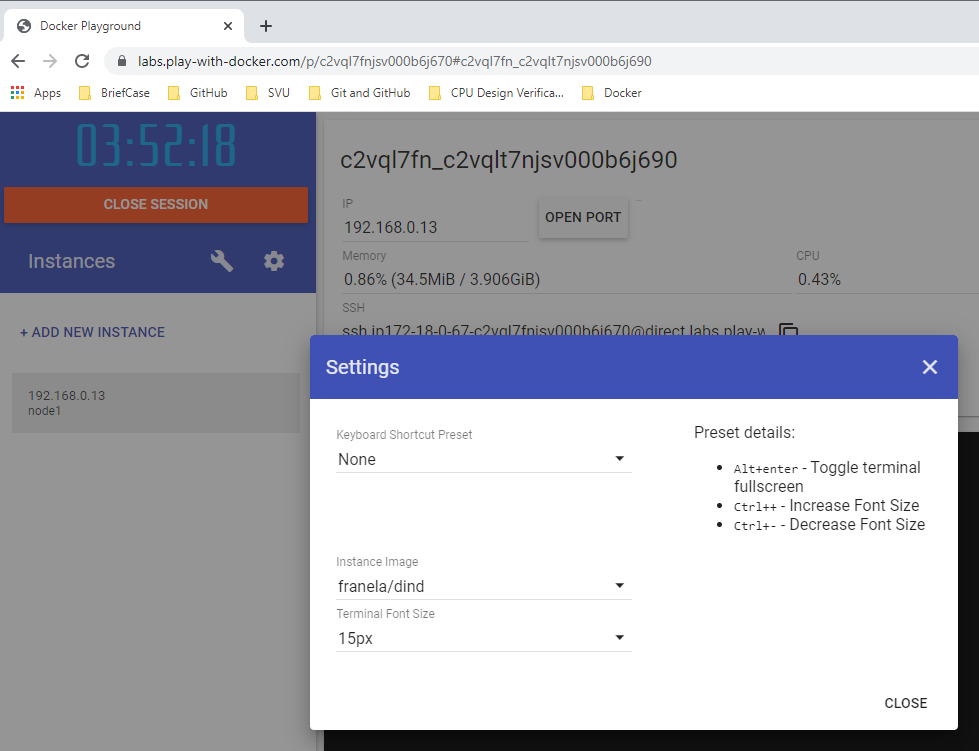 Docker Playground
labs.play-with-docker.com/p/c2vql7fnjsv000b6j670#c2vql7fn_c2vqlt7njsv000b6j690
Apps BriefCase GitHub SVU Git and GitHub CPU Design Verifica... Docker
03:52:18
CLOSE SESSION
Instances
+ ADD NEW INSTANCE
192.168.0.13
node1
c2vql7fn_c2vqlt7njsv000b6j690
IP
192.168.0.13
OPEN PORT
Memory
0.86% (34.5MiB / 3.906GiB)
CPU
0.43%
SSH
ssh ip172-18-0-67-c2vql7fnjsv000b6j670@direct.labs.play-w
Settings
Keyboard Shortcut Preset
None
Instance Image
franela/dind
Terminal Font Size
15px
Preset details:
Alt+enter - Toggle terminal
fullscreen
Ctrl++ - Increase Font Size
Ctrl+- - Decrease Font Size
CLOSE